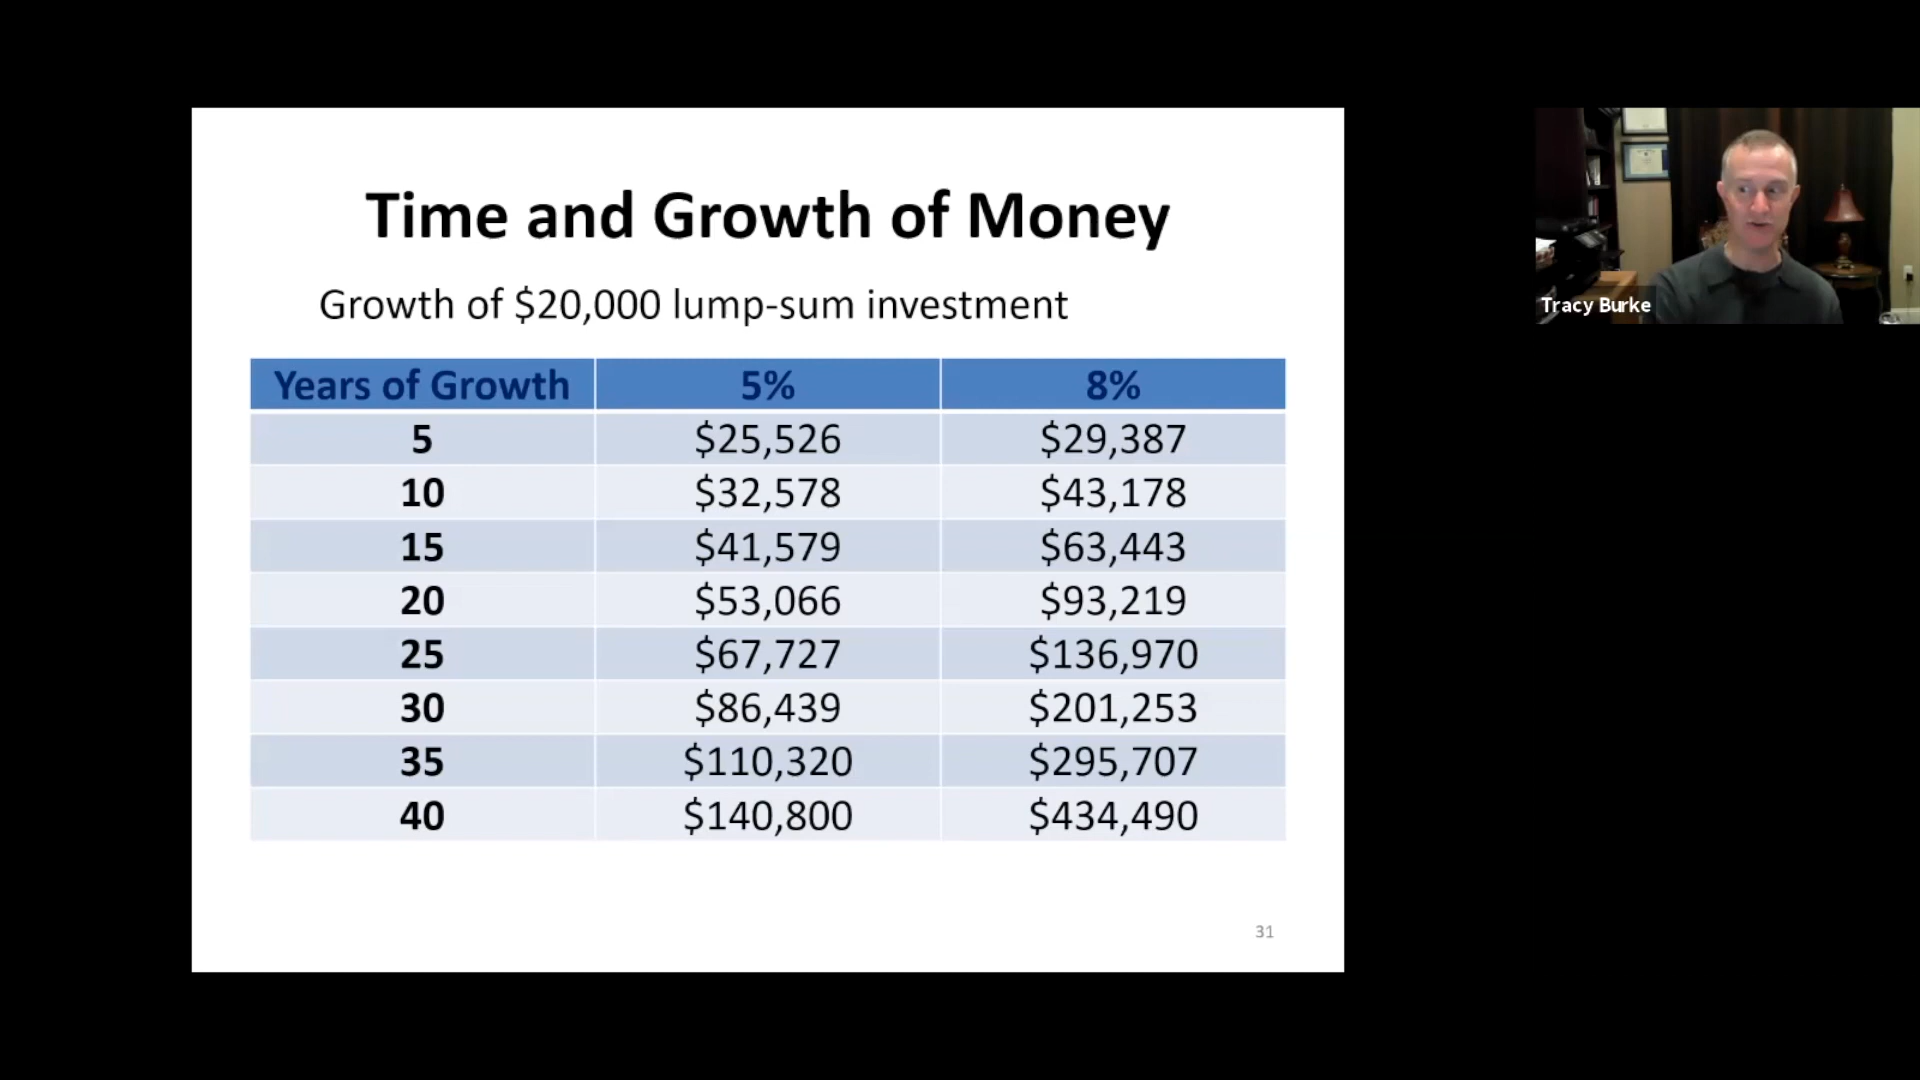 Time and Growth of Money
Growth of $20,000 lump-sum investment
Years of Growth 5% 8%
5 $25,526 $29,387
10 $32,578 $43,178
15 $41,579 $63,443
20 $53,066 $93,219
25 $67,727 $136,970
30 $86,439 $201,253
35 $110,320 $295,707
40 $140,800 $434,490
31
Tracy Burke